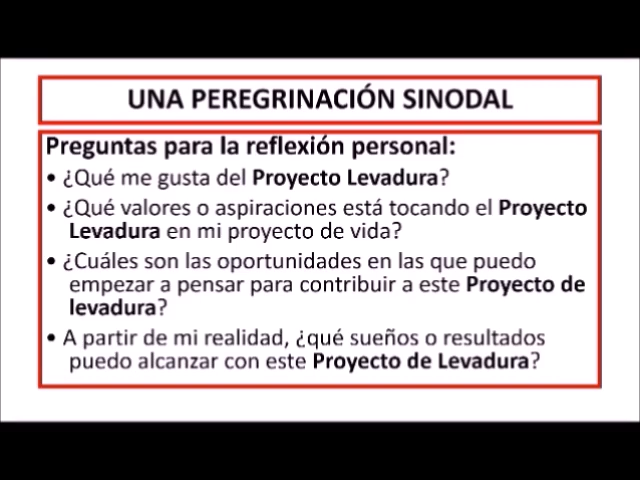 UNA PEREGRINACIÓN SINODAL
Preguntas para la reflexión personal:
• ¿Qué me gusta del Proyecto Levadura?
• ¿Qué valores o aspiraciones está tocando el Proyecto
Levadura en mi proyecto de vida?
• ¿Cuáles son las oportunidades en las que puedo
empezar a pensar para contribuir a este Proyecto de
levadura?
• A partir de mi realidad, ¿qué sueños o resultados
puedo alcanzar con este Proyecto de Levadura?